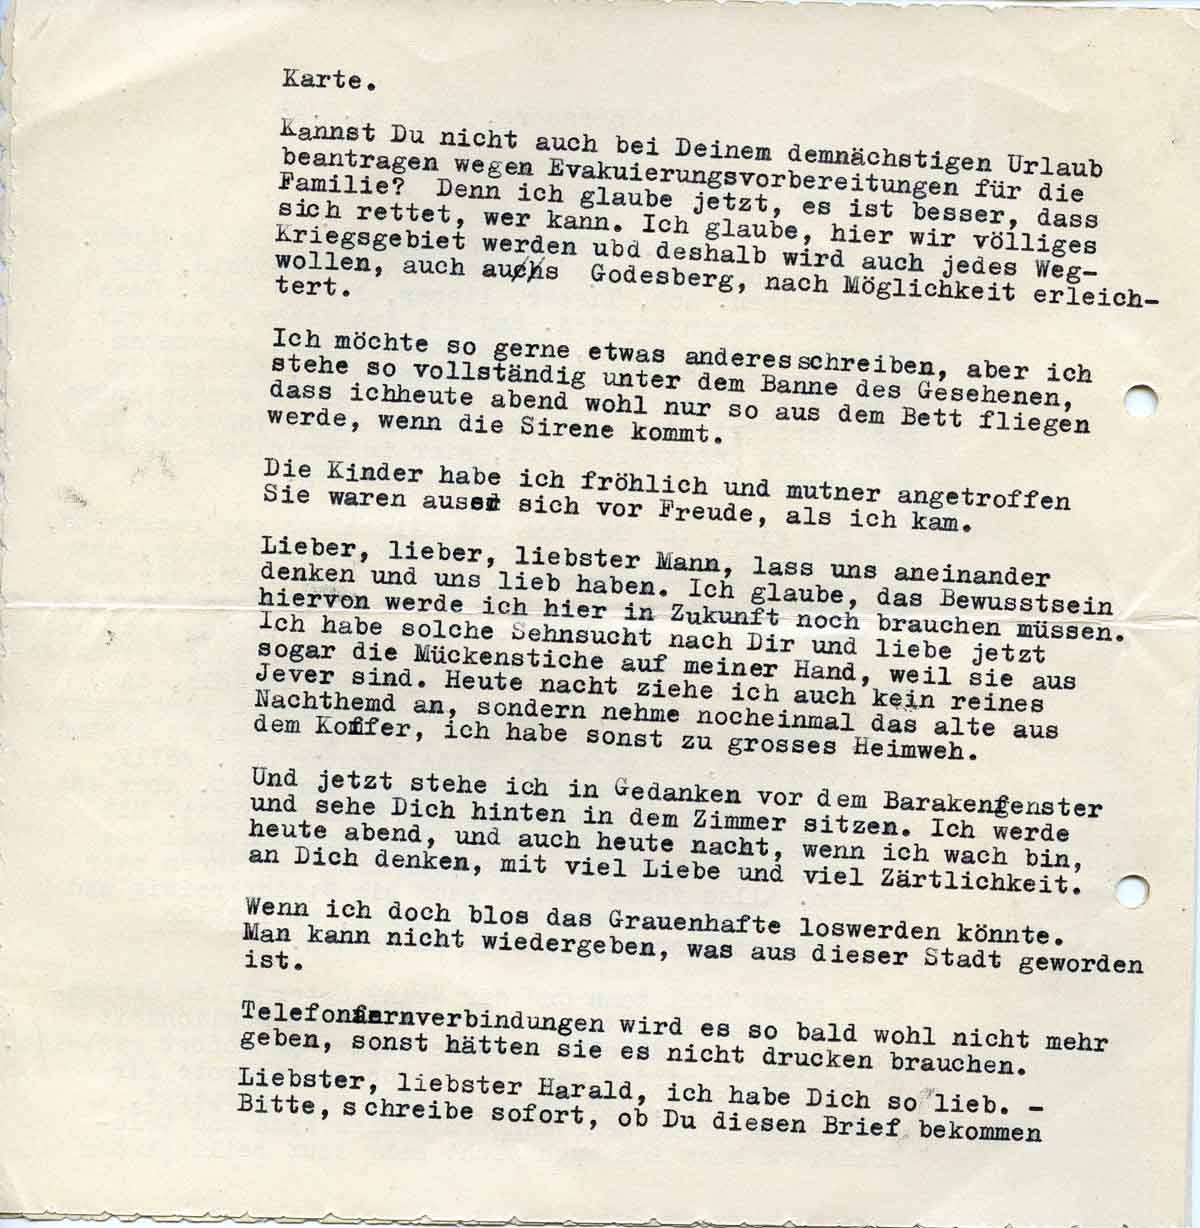 Karte.
Kannst Du nicht auch bei Deinem demnächstigen Urlaub
beantragen wegen Evakuierungsvorbereitungen für die
Familie? Denn ich glaube jetzt, es ist besser, dass
sich rettet, wer kann. Ich glaube, hier wir völliges
Kriegsgebiet werden ubd deshalb wird auch jedes Weg-
wollen, auch auchs Godesberg, nach Möglichkeit erleich-
tert.
Ich möchte so gerne etwas anderes schreiben, aber ich
stehe so vollständig unter dem Banne des Gesehenen,
dass ichheute abend wohl nur so aus dem Bett fliegen
werde, wenn die Sirene kommt.
Die Kinder habe ich fröhlich und mutner angetroffen
Sie waren auser sich vor Freude, als ich kam.
Lieber, lieber, liebster Mann, lass uns aneinander
denken und uns lieb haben. Ich glaube, das Bewusstsein
hiervon werde ich hier in Zukunft noch brauchen müssen.
Ich habe solche Sehnsucht nach Dir und liebe jetzt
sogar die Mückenstiche auf meiner Hand, weil sie aus
Jever sind. Heute nacht ziehe ich auch kein reines
Nachthemd an, sondern nehme nocheinmal das alte aus
dem Koffer, ich habe sonst zu grosses Heimweh.
Und jetzt stehe ich in Gedanken vor dem Barakenfenster
und sehe Dich hinten in dem Zimmer sitzen. Ich werde
heute abend, und auch heute nacht, wenn ich wach bin,
an Dich denken, mit viel Liebe und viel Zärtlichkeit.
Wenn ich doch blos das Grauenhafte loswerden könnte.
Man kann nicht wiedergeben, was aus dieser Stadt geworden
ist.
Telefonfernverbindungen wird es so bald wohl nicht mehr
geben, sonst hätten sie es nicht drucken brauchen.
Liebster, liebster Harald, ich habe Dich so lieb. -
Bitte, schreibe sofort, ob Du diesen Brief bekommen